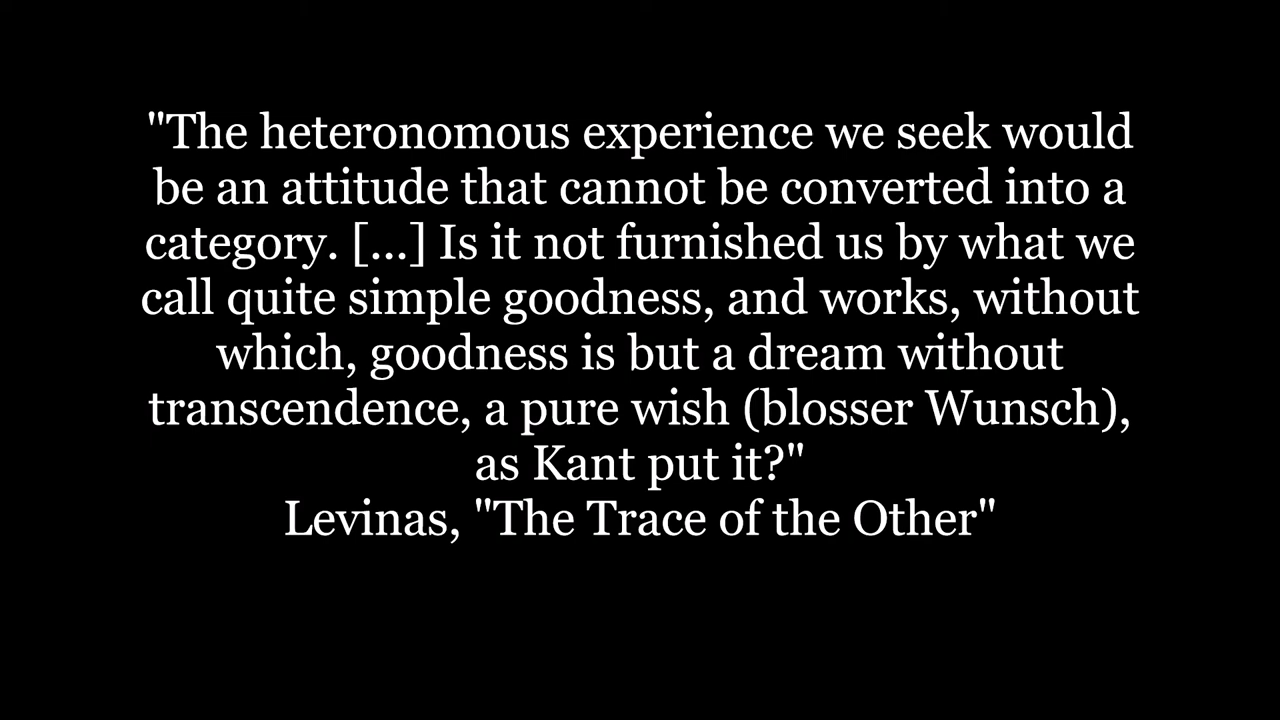 "The heteronomous experience we seek would
be an attitude that cannot be converted into a
category. [...] Is it not furnished us by what we
call quite simple goodness, and works, without
which, goodness is but a dream without
transcendence, a pure wish (blosser Wunsch),
as Kant put it?"
Levinas, "The Trace of the Other"